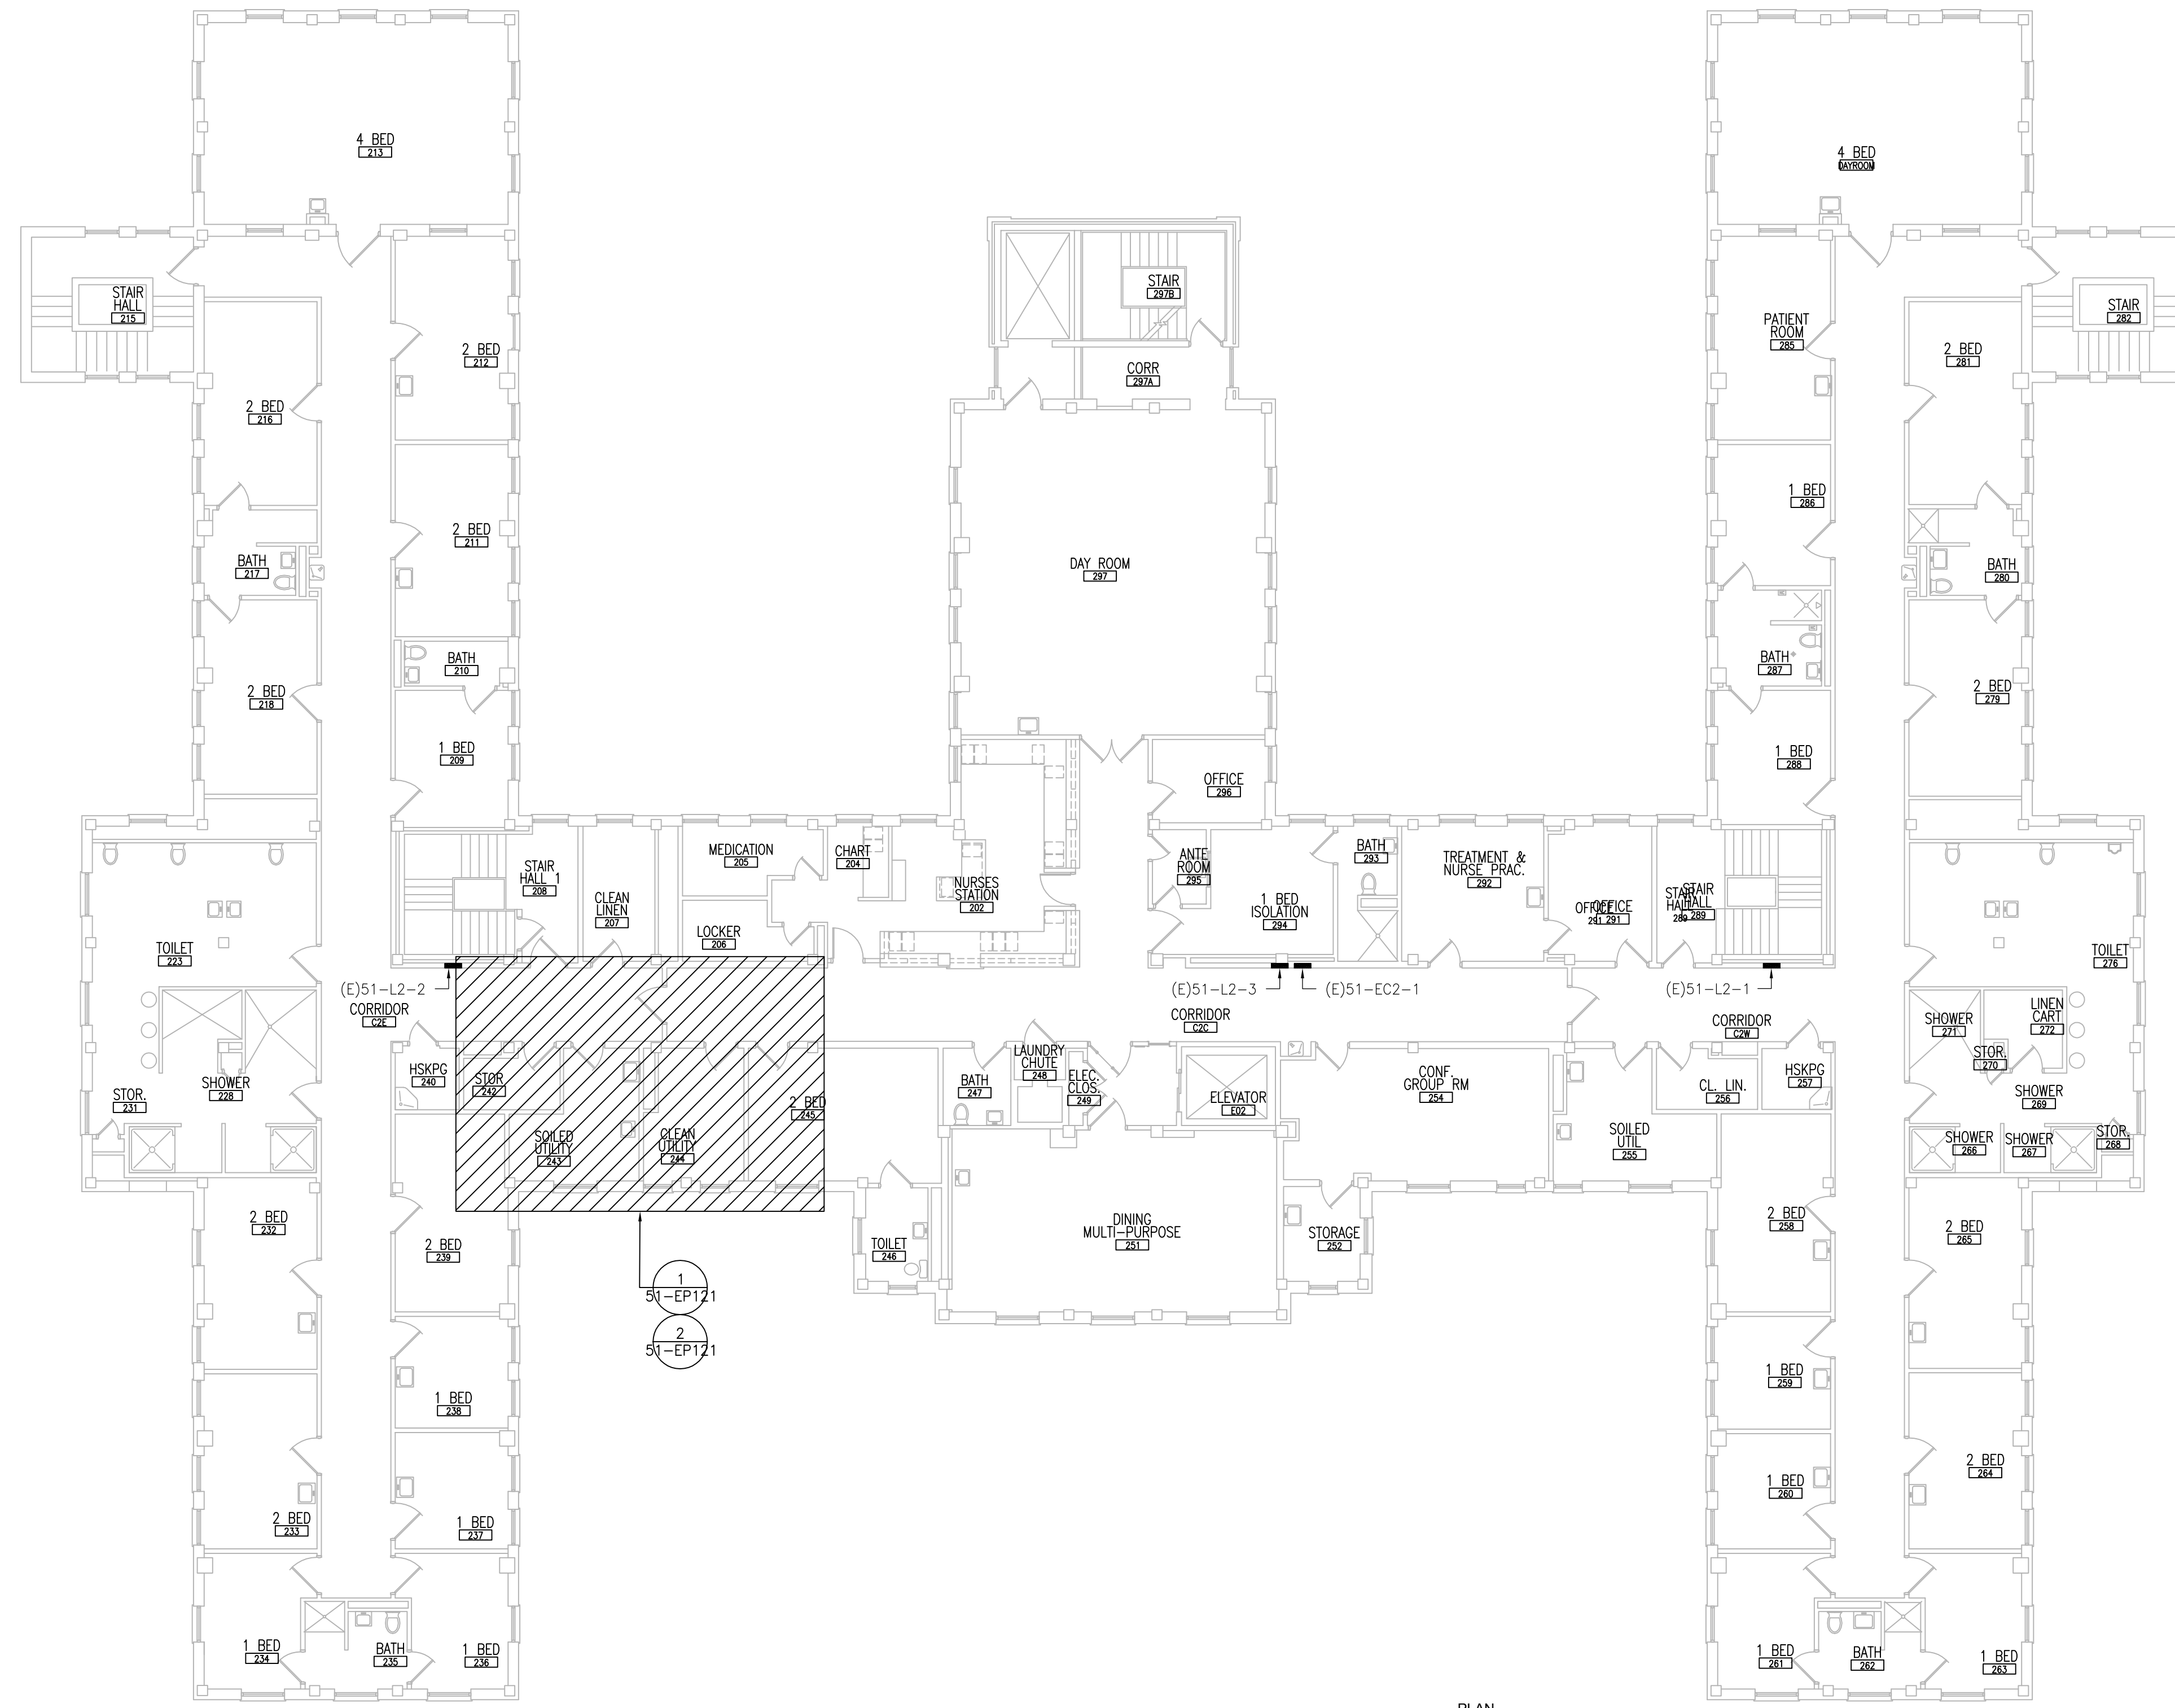 4 BED
213
4 BED
DAYROOM
STAIR
HALL
215
STAIR
297B
STAIR
282
2 BED
212
PATIENT
ROOM
285
2 BED
281
CORR
297A
2 BED
216
1 BED
286
2 BED
211
BATH
217
DAY ROOM
297
BATH
280
BATH
210
BATH
287
2 BED
218
2 BED
279
1 BED
209
1 BED
288
OFFICE
296
MEDICATION
205
CHART
204
STAIR
HALL 1
208
CLEAN
LINEN
207
LOCKER
206
NURSES
STATION
202
ANTE
ROOM
295
1 BED
ISOLATION
294
BATH
293
TREATMENT &
NURSE PRAC.
292
OFFICE
291
OFFICE
291
STAIR
HALL
289
STAIR
HALL
289
TOILET
223
TOILET
276
(E)51-L2-2
(E)51-L2-3
(E)51-EC2-1
(E)51-L2-1
CORRIDOR
C2E
CORRIDOR
C2C
CORRIDOR
C2W
SHOWER
271
LINEN
CART
272
STOR.
270
SHOWER
269
STOR.
231
SHOWER
228
HSKPG
240
STOR
242
SOILED
UTILITY
243
CLEAN
UTILITY
244
2 BED
245
BATH
247
LAUNDRY
CHUTE
248
ELEC.
CLOS.
249
ELEVATOR
E02
CONF.
GROUP RM
254
CL. LIN.
256
HSKPG
257
SOILED
UTIL
255
SHOWER
266
SHOWER
267
STOR.
268
2 BED
232
2 BED
239
TOILET
246
DINING
MULTI-PURPOSE
251
STORAGE
252
2 BED
258
2 BED
265
1
51-EP121
2
51-EP121
1 BED
238
1 BED
259
2 BED
233
1 BED
237
1 BED
260
2 BED
264
1 BED
234
BATH
235
1 BED
236
1 BED
261
BATH
262
1 BED
263
PLAN